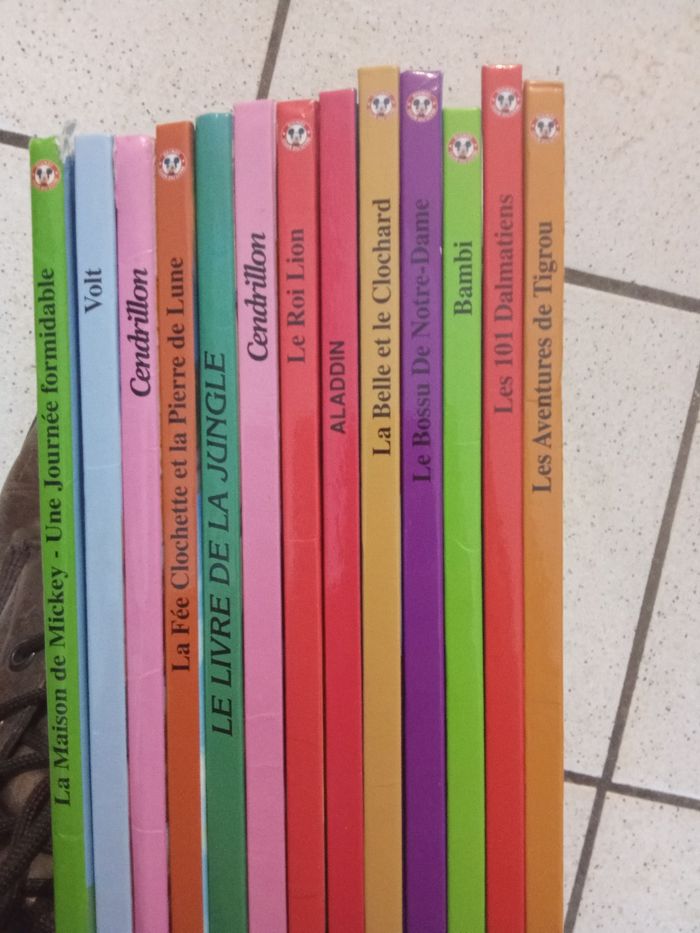 La Maison de Mickey - Une Journée formidable
Volt
Cendrillon
La Fée Clochette et la Pierre de Lune
LE LIVRE DE LA JUNGLE
Cendrillon
Le Roi Lion
ALADDIN
La Belle et le Clochard
Le Bossu De Notre-Dame
Bambi
Les 101 Dalmatiens
Les Aventures de Tigrou